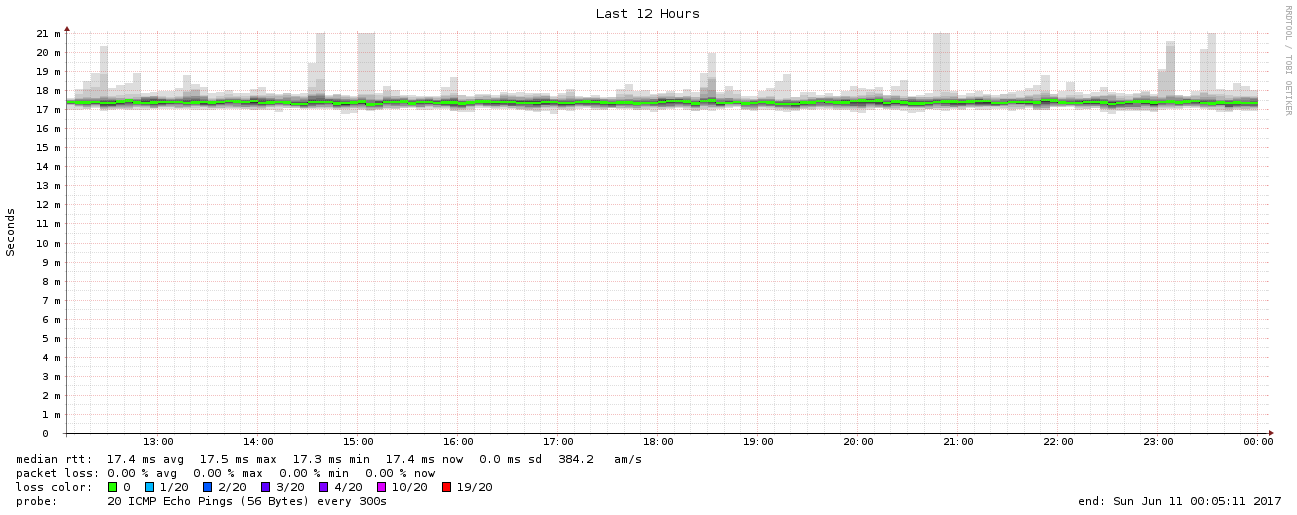 Last 12 Hours
RRDTOOL / TOBI OETIKER
Seconds
21 m
20 m
19 m
18 m
17 m
16 m
15 m
14 m
13 m
12 m
11 m
10 m
9 m
8 m
7 m
6 m
5 m
4 m
3 m
2 m
1 m
0
13:00 14:00 15:00 16:00 17:00 18:00 19:00 20:00 21:00 22:00 23:00 00:00
median rtt: 17.4 ms avg 17.5 ms max 17.3 ms min 17.4 ms now 0.0 ms sd 384.2 am/s
packet loss: 0.00 % avg 0.00 % max 0.00 % min 0.00 % now
loss color: 0 1/20 2/20 3/20 4/20 10/20 19/20
probe: 20 ICMP Echo Pings (56 Bytes) every 300s end: Sun Jun 11 00:05:11 2017